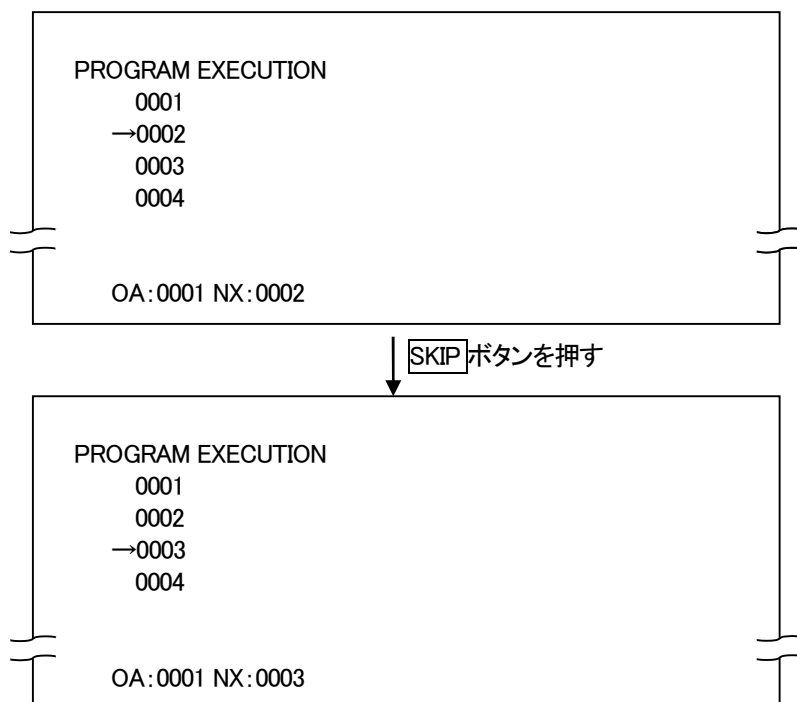 PROGRAM EXECUTION
0001
→0002
0003
0004
OA:0001 NX:0002
SKIP ボタンを押す
PROGRAM EXECUTION
0001
0002
→0003
0004
OA:0001 NX:0003